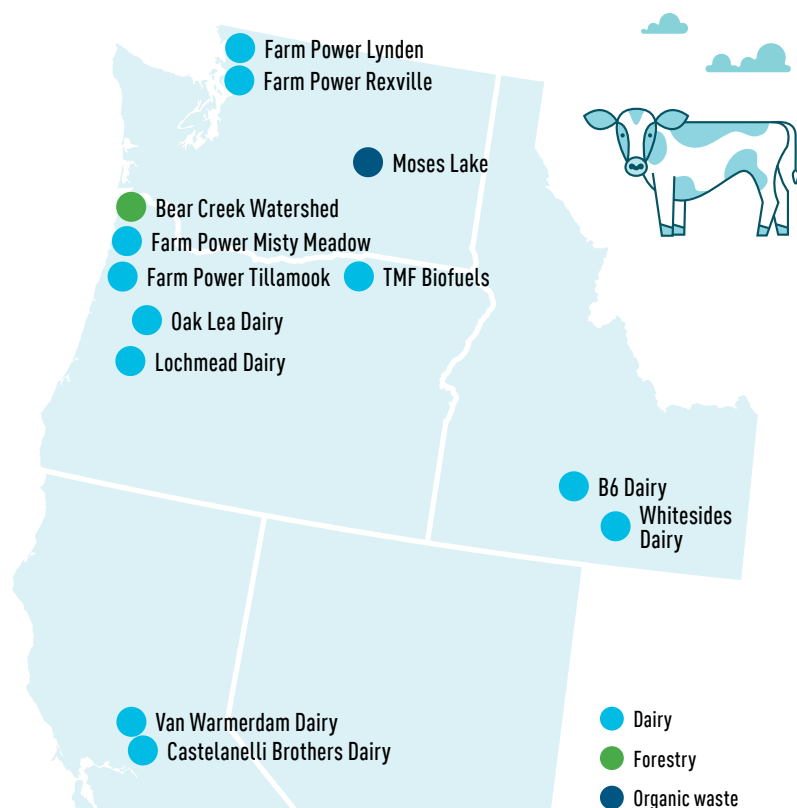 Farm Power Lynden
Farm Power Rexville
Moses Lake
Bear Creek Watershed
Farm Power Misty Meadow
Farm Power Tillamook
TMF Biofuels
Oak Lea Dairy
Lochmead Dairy
B6 Dairy
Whitesides
Dairy
Van Warmerdam Dairy
Castelanelli Brothers Dairy
Dairy
Forestry
Organic waste